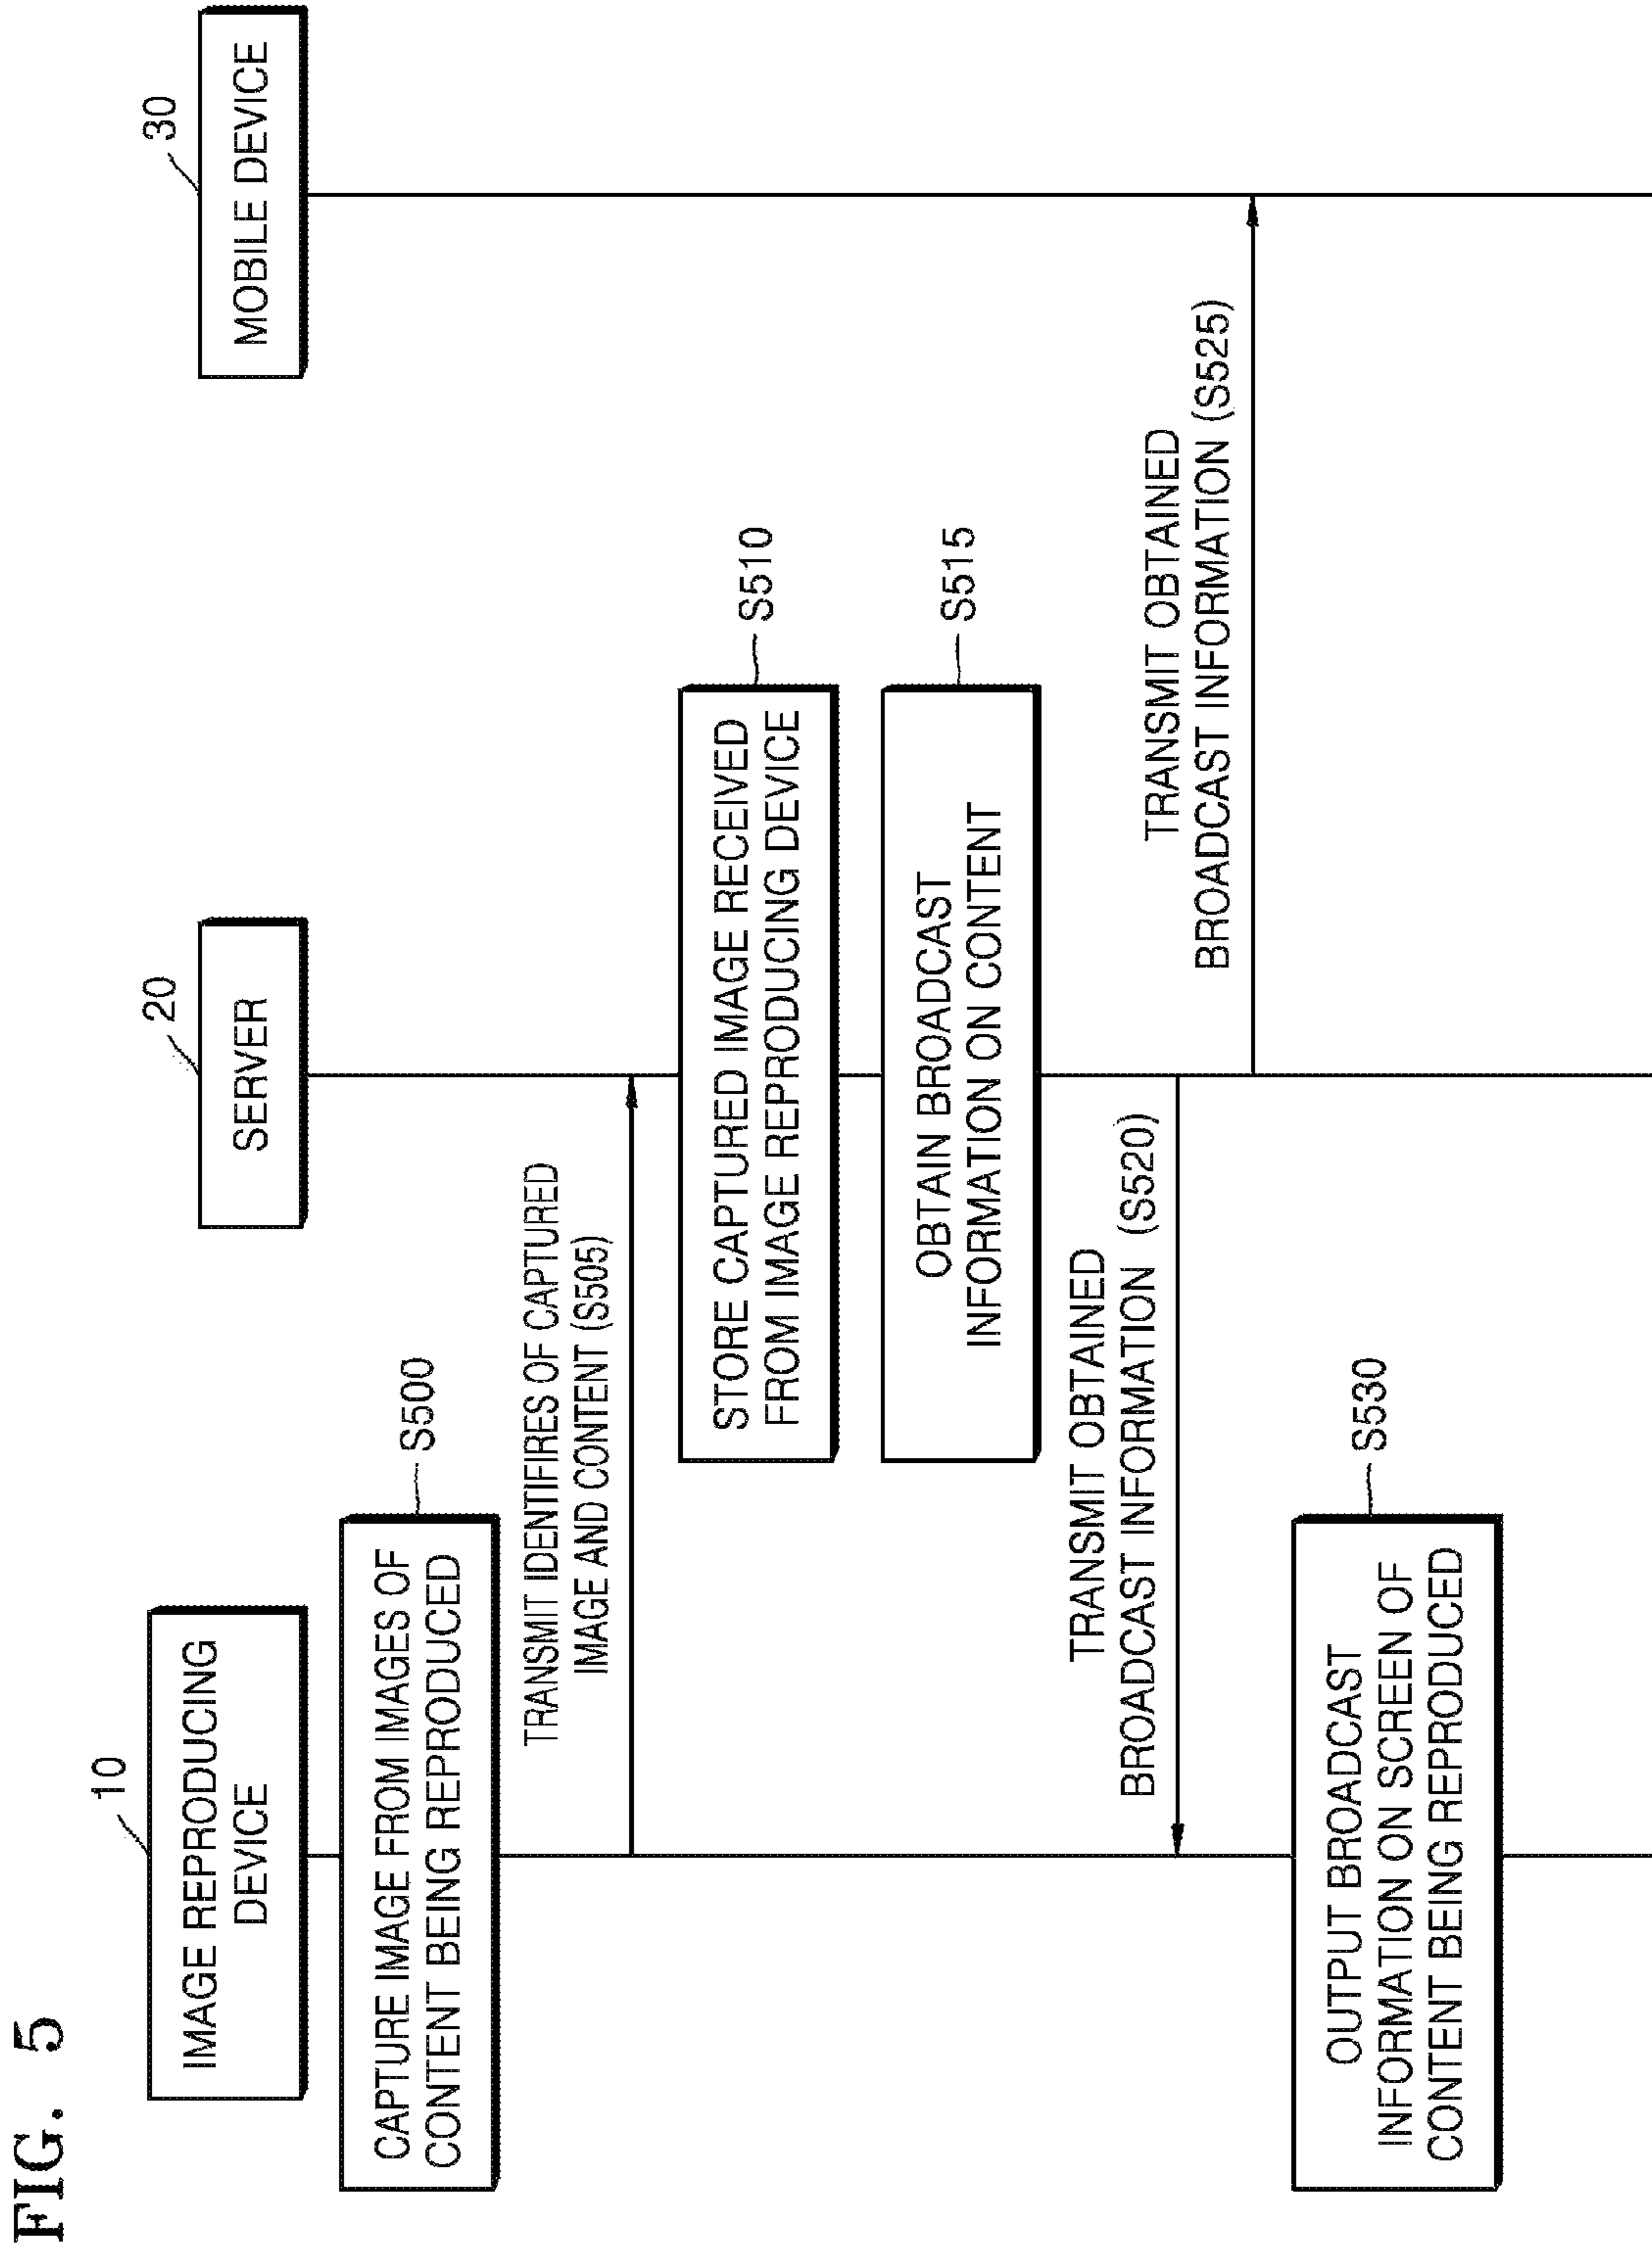 FIG. 5
10
IMAGE REPRODUCING
DEVICE
20
SERVER
30
MOBILE DEVICE
CAPTURE IMAGE FROM IMAGES OF
CONTENT BEING REPRODUCED
S500
TRANSMIT IDENTIFIRES OF CAPTURED
IMAGE AND CONTENT (S505)
STORE CAPTURED IMAGE RECEIVED
FROM IMAGE REPRODUCING DEVICE
S510
OBTAIN BROADCAST
INFORMATION ON CONTENT
S515
TRANSMIT OBTAINED
BROADCAST INFORMATION (S520)
TRANSMIT OBTAINED
BROADCAST INFORMATION (S525)
OUTPUT BROADCAST
INFORMATION ON SCREEN OF
CONTENT BEING REPRODUCED
S530